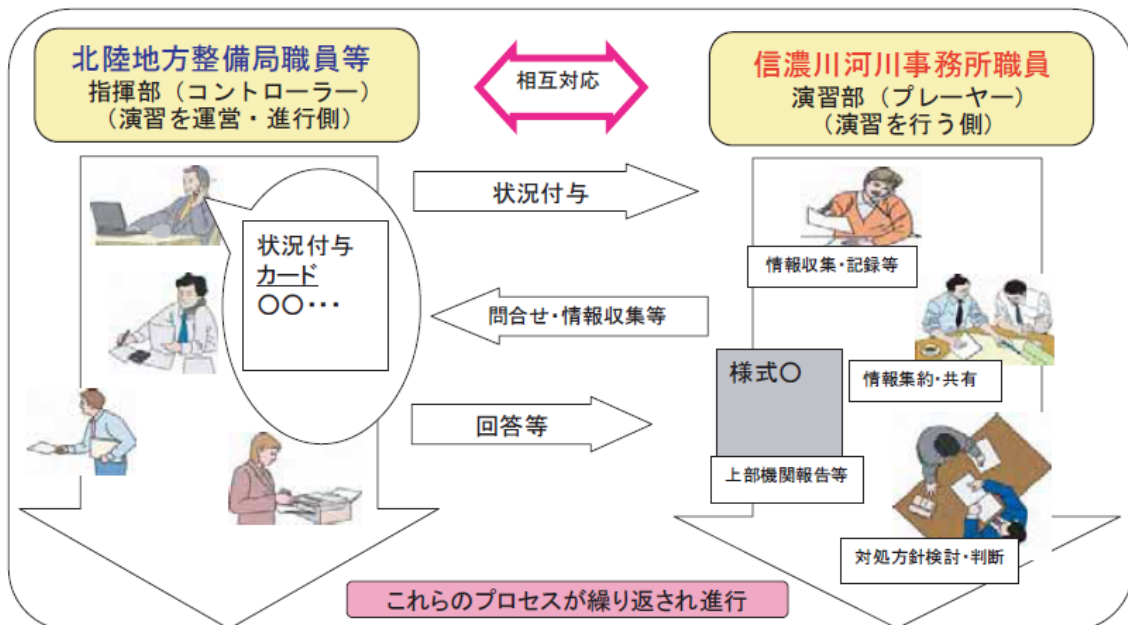 北陸地方整備局職員等
指揮部（コントローラー）
（演習を運営・進行側）
相互対応
信濃川河川事務所職員
演習部（プレーヤー）
（演習を行う側）
状況付与
状況付与
カード
〇〇･･･
情報収集・記録等
問合せ・情報収集等
様式〇
情報集約・共有
回答等
上部機関報告等
対処方針検討・判断
これらのプロセスが繰り返され進行